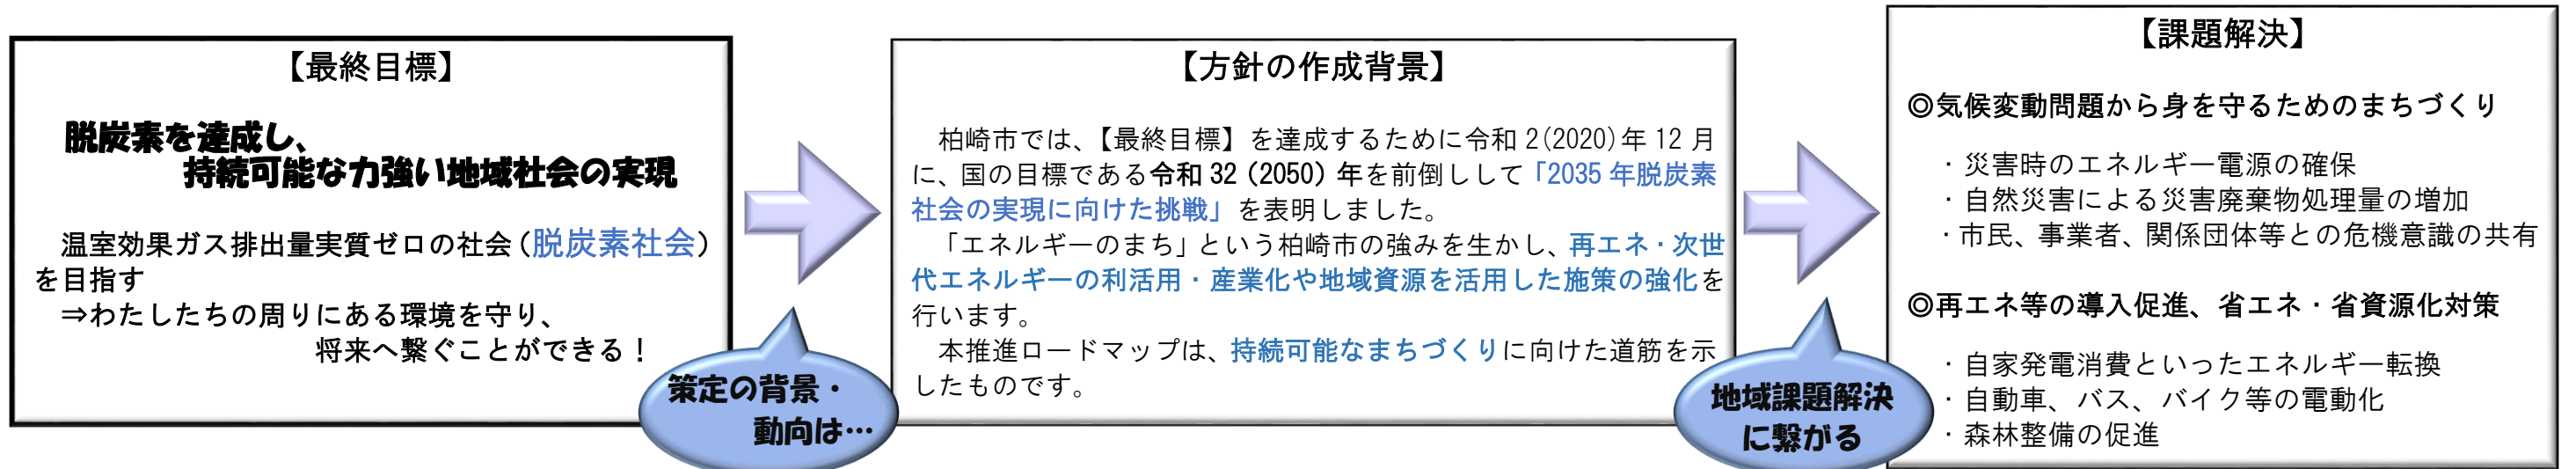 【最終目標】
脱炭素を達成し、
持続可能な力強い地域社会の実現
温室効果ガス排出量実質ゼロの社会(脱炭素社会)
を目指す
⇒わたしたちの周りにある環境を守り、
将来へ繋ぐことができる！
策定の背景・
動向は…
【方針の作成背景】
柏崎市では、【最終目標】を達成するために令和2(2020)年12月
に、国の目標である令和32（2050）年を前倒しして「2035年脱炭素
社会の実現に向けた挑戦」を表明しました。
「エネルギーのまち」という柏崎市の強みを生かし、再エネ・次世
代エネルギーの利活用・産業化や地域資源を活用した施策の強化を
行います。
本推進ロードマップは、持続可能なまちづくりに向けた道筋を示
したものです。
地域課題解決
に繋がる
【課題解決】
◎気候変動問題から身を守るためのまちづくり
・災害時のエネルギー電源の確保
・自然災害による災害廃棄物処理量の増加
・市民、事業者、関係団体等との危機意識の共有
◎再エネ等の導入促進、省エネ・省資源化対策
・自家発電消費といったエネルギー転換
・自動車、バス、バイク等の電動化
・森林整備の促進